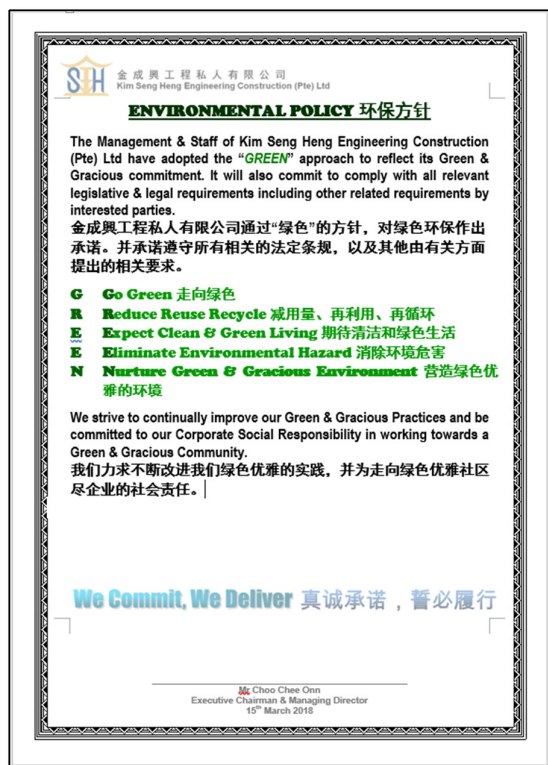 SH
金成興工程私人有限公司
Kim Seng Heng Engineering Construction (Pte) Ltd
ENVIRONMENTAL POLICY 环保方针
The Management & Staff of Kim Seng Heng Engineering Construction
(Pte) Ltd have adopted the “GREEN” approach to reflect its Green &
Gracious commitment. It will also commit to comply with all relevant
legislative & legal requirements including other related requirements by
interested parties.
金成興工程私人有限公司通过“绿色”的方针，对绿色环保作出
承诺。并承诺遵守所有相关的法定条规，以及其他由有关方面
提出的相关要求。
G Go Green 走向绿色
R Reduce Reuse Recycle 减用量、再利用、再循环
E Expect Clean & Green Living 期待清洁和绿色生活
E Eliminate Environmental Hazard 消除环境危害
N Nurture Green & Gracious Environment 营造绿色优
雅的环境
We strive to continually improve our Green & Gracious Practices and be
committed to our Corporate Social Responsibility in working towards a
Green & Gracious Community.
我们力求不断改进我们绿色优雅的实践，并为走向绿色优雅社区
尽企业的社会责任。
We Commit, We Deliver 真诚承诺，誓必履行
Mr Choo Chee Onn
Executive Chairman & Managing Director
15th March 2018